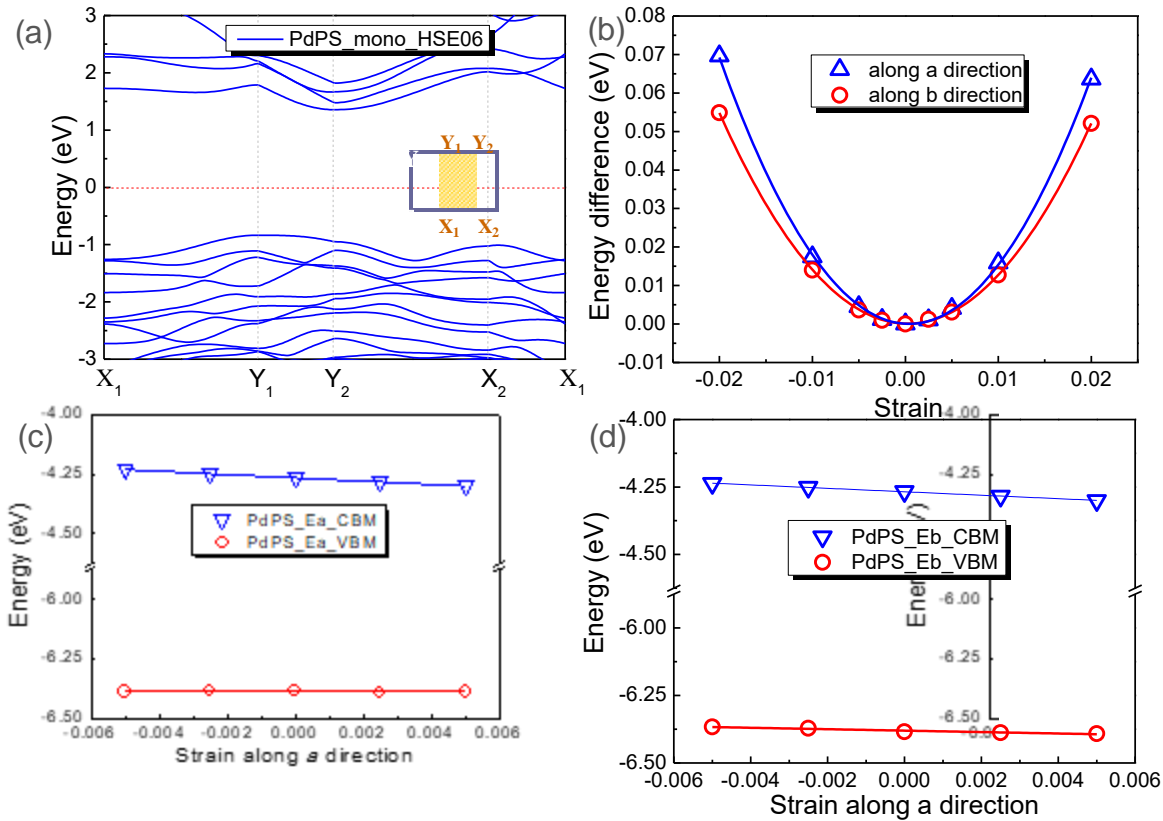 (a)
3
2
1
0
-1
-2
-3
Energy (eV)
PdPS_mono_HSE06
Y₁ Y₂
X₁ X₂
X₁ Y₁ Y₂ X₂ X₁
(b)
0.08
0.07
0.06
0.05
0.04
0.03
0.02
0.01
0.00
-0.01
Energy difference (eV)
along a direction
along b direction
-0.02 -0.01 0.00 0.01 0.02
Strain
(c)
-4.00
-4.25
-4.50
-6.00
-6.25
-6.50
Energy (eV)
PdPS_Ea_CBM
PdPS_Ea_VBM
-0.006 -0.004 -0.002 0.000 0.002 0.004 0.006
Strain along a direction
(d)
-4.00
-4.25
-4.50
-6.00
-6.25
-6.50
Energy (eV)
PdPS_Eb_CBM
PdPS_Eb_VBM
-4.00
-4.25
-6.00
-6.25
-0.006 -0.004 -0.002 0.000 0.002 0.004 0.006
Strain along a direction